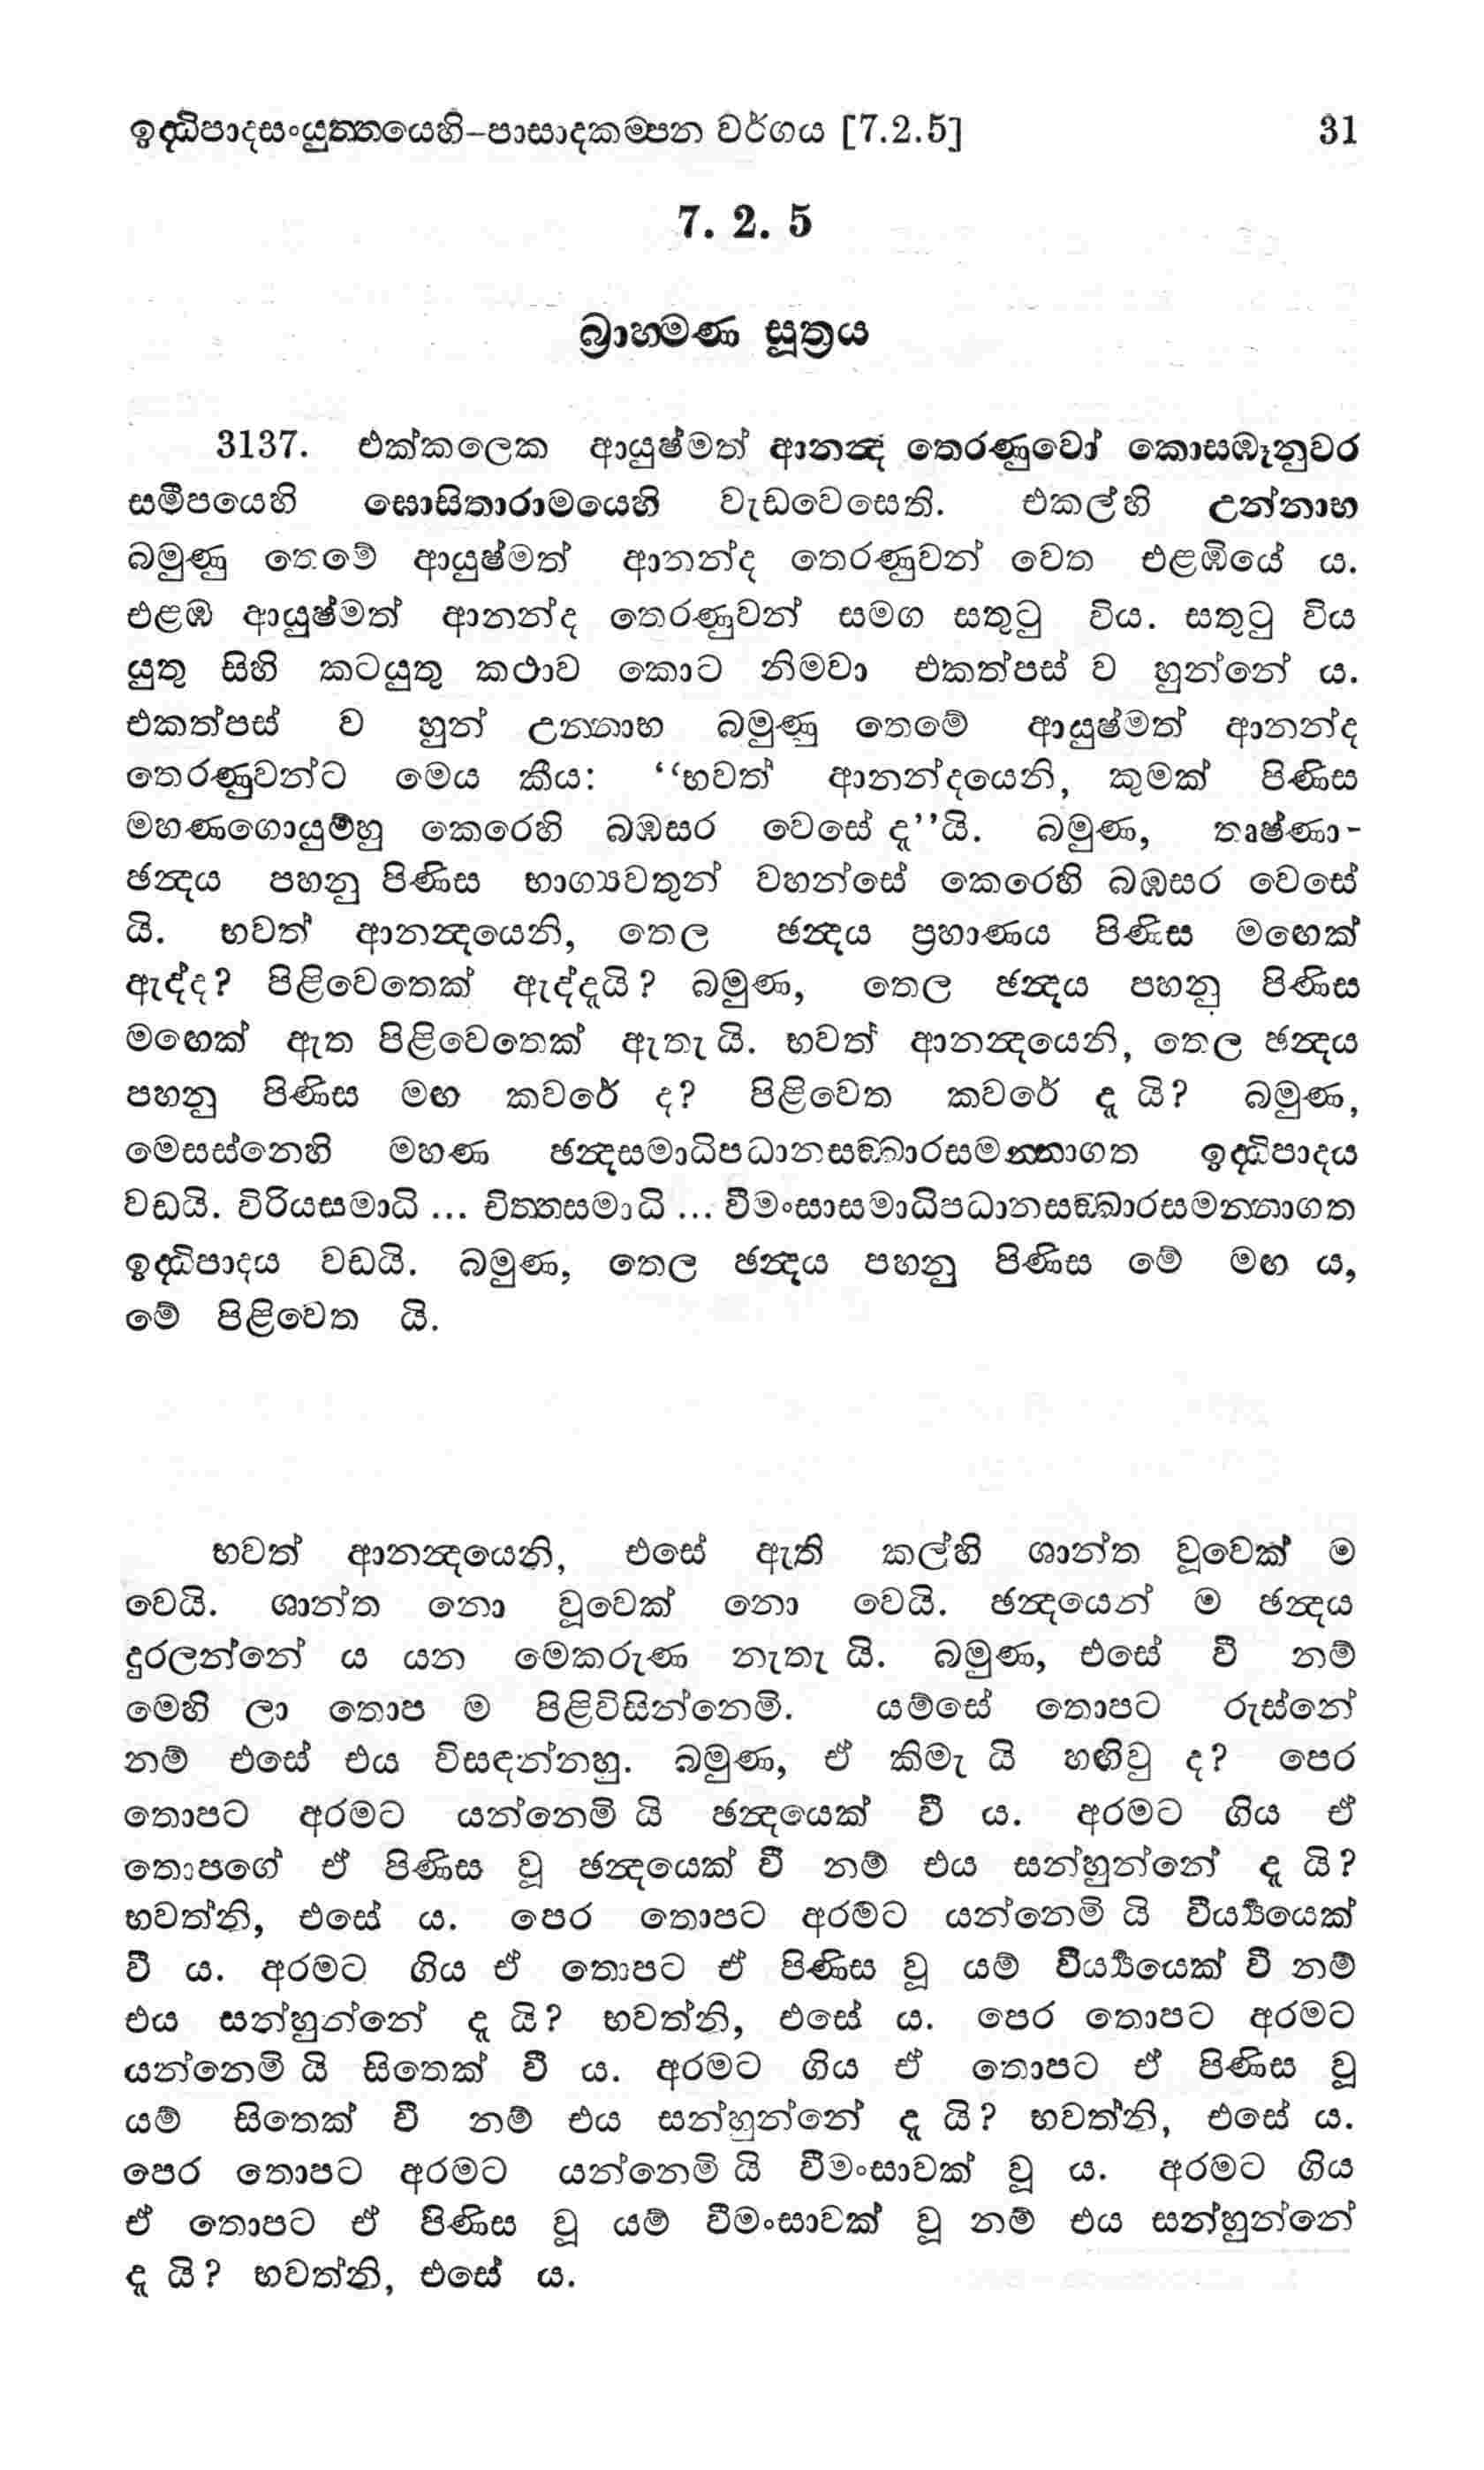 ඉද්ධිපාදසංයුත්තයෙහි–පාසාදකම්පන වර්ගය [7.2.5] 31
7. 2. 5
බ්‍රාහ්මණ සූත්‍රය
3137. එක්කලෙක ආයුෂ්මත් ආනන්‍ද තෙරණුවෝ කොසඹෑනුවර
සමීපයෙහි ඝොසිතාරාමයෙහි වැඩවෙසෙති. එකල්හි උන්නාභ
බමුණු තෙමේ ආයුෂ්මත් ආනන්ද තෙරණුවන් වෙත එළඹියේ ය.
එළඹ ආයුෂ්මත් ආනන්ද තෙරණුවන් සමග සතුටු විය. සතුටු විය
යුතු සිහි කටයුතු කථාව කොට නිමවා එකත්පස් ව හුන්නේ ය.
එකත්පස් ව හුන් උන්නාභ බමුණු තෙමේ ආයුෂ්මත් ආනන්ද
තෙරණුවන්ට මෙය කීය: ‘‘භවත් ආනන්දයෙනි, කුමක් පිණිස
මහණගොයුම්හු කෙරෙහි බඹසර වෙසේ දැ’’යි. බමුණ, තෘෂ්ණා-
ඡන්‍දය පහනු පිණිස භාග්‍යවතුන් වහන්සේ කෙරෙහි බඹසර වෙසේ
යි. භවත් ආනන්‍දයෙනි, තෙල ඡන්‍දය ප්‍රහාණය පිණිස මඟෙක්
ඇද්ද? පිළිවෙතෙක් ඇද්දැයි? බමුණ, තෙල ඡන්‍දය පහනු පිණිස
මඟෙක් ඇත පිළිවෙතෙක් ඇතැ යි. භවත් ආනන්‍දයෙනි, තෙල ඡන්‍දය
පහනු පිණිස මඟ කවරේ ද? පිළිවෙත කවරේ දැ යි? බමුණ,
මෙසස්නෙහි මහණ ඡන්‍දසමාධිපධානසඞ්ඛාරසමන්නාගත ඉද්ධිපාදය
වඩයි. විරියසමාධි ... චිත්තසමාධි ... වීමංසාසමාධිපධානසඞ්ඛාරසමන්නාගත
ඉද්ධිපාදය වඩයි. බමුණ, තෙල ඡන්‍දය පහනු පිණිස මේ මඟ ය,
මේ පිළිවෙත යි.
භවත් ආනන්‍දයෙනි, එසේ ඇති කල්හි ශාන්ත වූවෙක් ම
වෙයි. ශාන්ත නො වූවෙක් නො වෙයි. ඡන්‍දයෙන් ම ඡන්‍දය
දුරලන්නේ ය යන මෙකරුණ නැතැ යි. බමුණ, එසේ වී නම්
මෙහි ලා තොප ම පිළිවිසින්නෙමි. යම්සේ තොපට රුස්නේ
නම් එසේ එය විසඳන්නහු. බමුණ, ඒ කිමැ යි හඟිවු ද? පෙර
තොපට අරමට යන්නෙමි යි ඡන්‍දයෙක් වී ය. අරමට ගිය ඒ
තොපගේ ඒ පිණිස වූ ඡන්‍දයෙක් වී නම් එය සන්හුන්නේ දැ යි?
භවත්නි, එසේ ය. පෙර තොපට අරමට යන්නෙමි යි වීර්‍ය්‍යයෙක්
වී ය. අරමට ගිය ඒ තොපට ඒ පිණිස වූ යම් වීර්‍ය්‍යයෙක් වී නම්
එය සන්හුන්නේ දැ යි? භවත්නි, එසේ ය. පෙර තොපට අරමට
යන්නෙමි යි සිතෙක් වී ය. අරමට ගිය ඒ තොපට ඒ පිණිස වූ
යම් සිතෙක් වී නම් එය සන්හුන්නේ දැ යි? භවත්නි, එසේ ය.
පෙර තොපට අරමට යන්නෙමි යි වීමංසාවක් වූ ය. අරමට ගිය
ඒ තොපට ඒ පිණිස වූ යම් වීමංසාවක් වූ නම් එය සන්හුන්නේ
දැ යි? භවත්නි, එසේ ය.